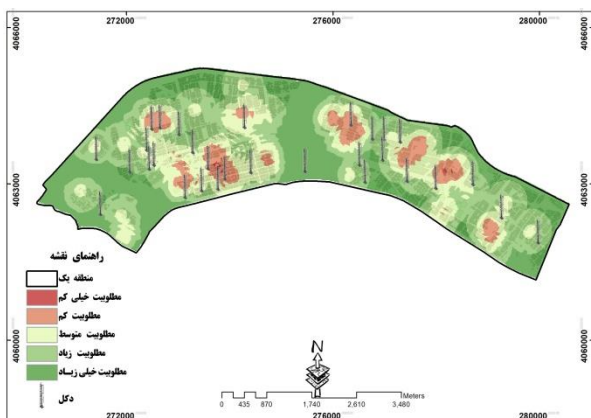 272000 276000 280000
4066000 4066000
4063000 4063000
4060000 4060000
راهنمای نقشه
منطقه یک
مطلوبیت خیلی کم
مطلوبیت کم
مطلوبیت متوسط
مطلوبیت زیاد
مطلوبیت خیلی زیاد
دکل
N
Meters
0 435 870 1,740 2,610 3,480
272000 276000 280000